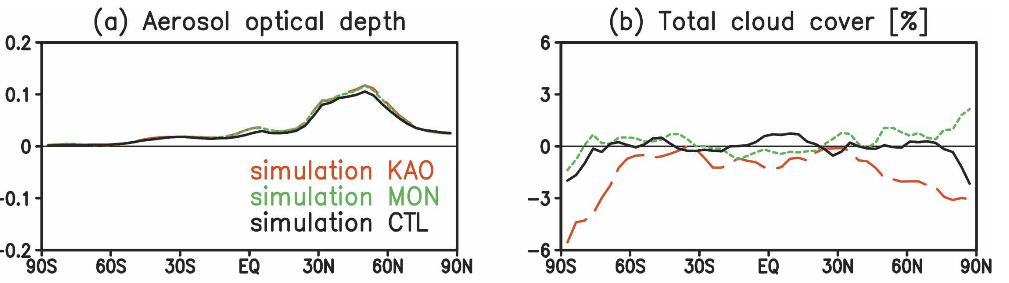 (a) Aerosol optical depth
0.2
0.1
0
-0.1
-0.2
90S 60S 30S EQ 30N 60N 90N
simulation KAO
simulation MON
simulation CTL
(b) Total cloud cover [%]
6
3
0
-3
-6
90S 60S 30S EQ 30N 60N 90N